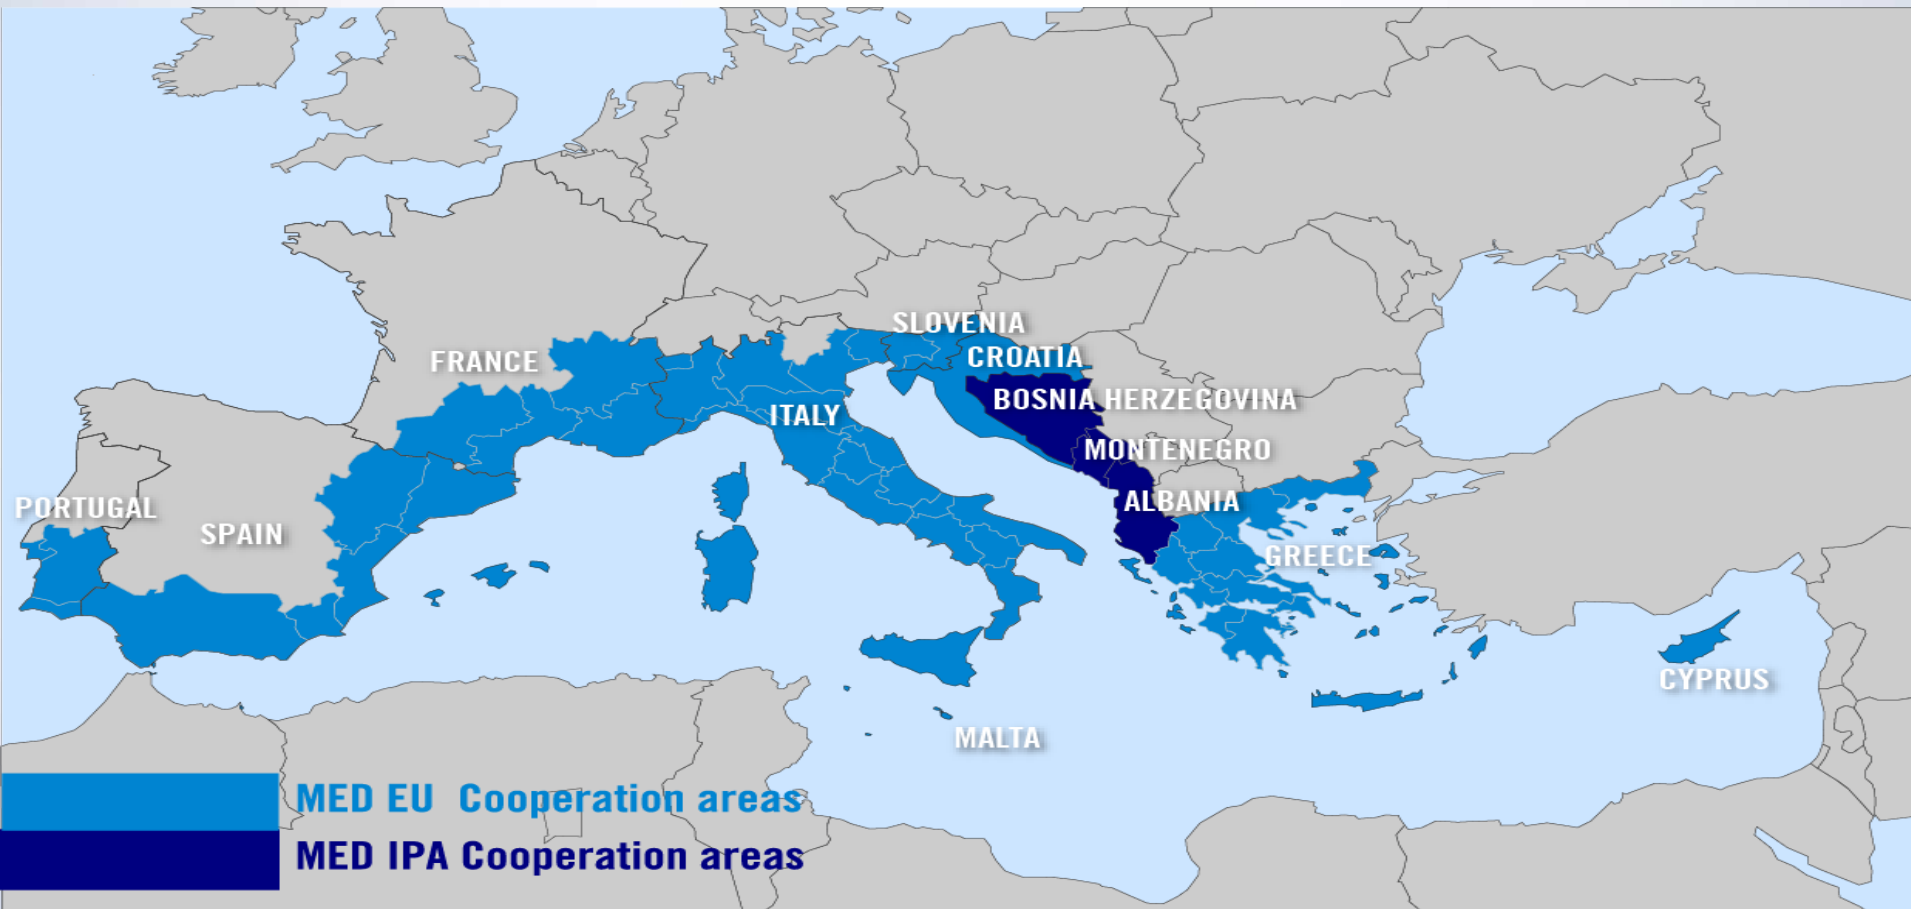 SLOVENIA
FRANCE
CROATIA
ITALY
BOSNIA HERZEGOVINA
MONTENEGRO
PORTUGAL
SPAIN
ALBANIA
GREECE
CYPRUS
MALTA
MED EU Cooperation areas
MED IPA Cooperation areas